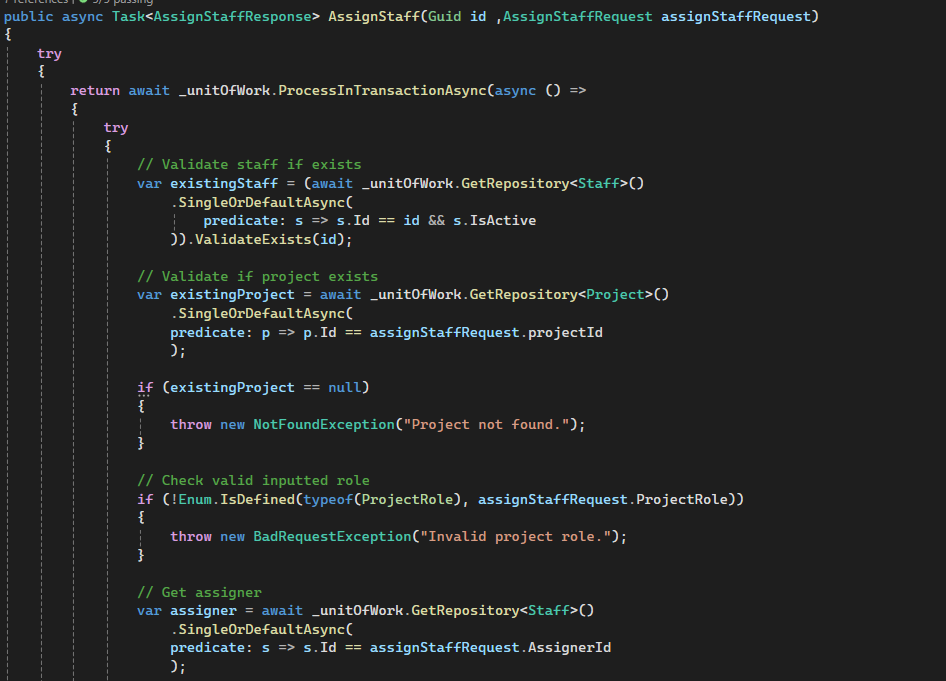 public async Task<AssignStaffResponse> AssignStaff(Guid id ,AssignStaffRequest assignStaffRequest)
{
    try
    {
        return await _unitOfWork.ProcessInTransactionAsync(async () =>
        {
            try
            {
                // Validate staff if exists
                var existingStaff = (await _unitOfWork.GetRepository<Staff>()
                    .SingleOrDefaultAsync(
                        predicate: s => s.Id == id && s.IsActive
                    )).ValidateExists(id);

                // Validate if project exists
                var existingProject = await _unitOfWork.GetRepository<Project>()
                    .SingleOrDefaultAsync(
                    predicate: p => p.Id == assignStaffRequest.projectId
                    );

                if (existingProject == null)
                {
                    throw new NotFoundException("Project not found.");
                }

                // Check valid inputted role
                if (!Enum.IsDefined(typeof(ProjectRole), assignStaffRequest.ProjectRole))
                {
                    throw new BadRequestException("Invalid project role.");
                }

                // Get assigner
                var assigner = await _unitOfWork.GetRepository<Staff>()
                    .SingleOrDefaultAsync(
                    predicate: s => s.Id == assignStaffRequest.AssignerId
                    );